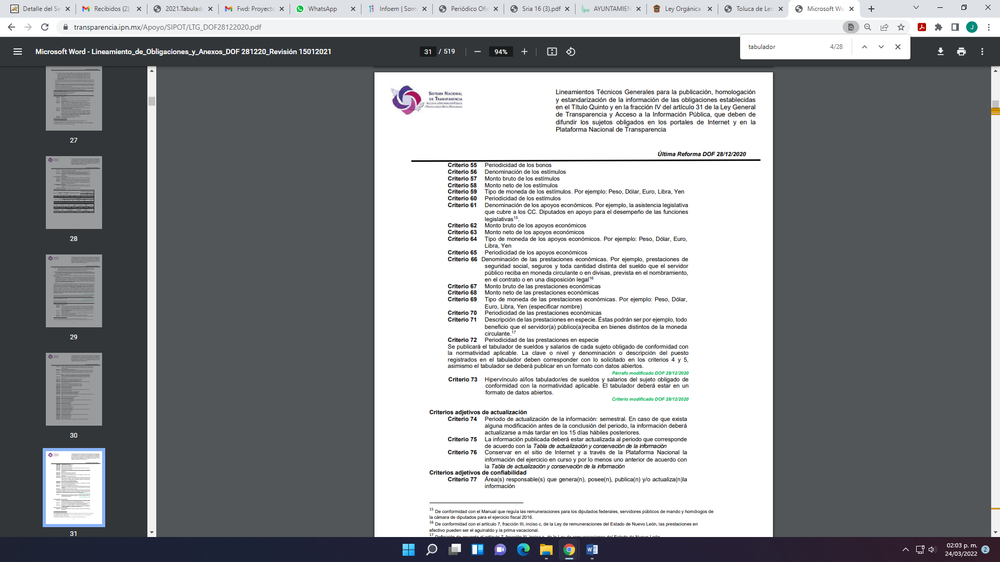 Detalle del Se
Recibidos (2)
2021.Tabulad
Fwd: Proyecto
WhatsApp
Infoem | Som
Periódico Ofic
Sria 16 (3).pdf
AYUNTAMIEN
Ley Orgánica
Toluca de Ler
Microsoft Wo
transparencia.ipn.mx/Apoyo/SIPOT/LTG_DOF28122020.pdf
J
Microsoft Word - Lineamiento_de_Obligaciones_y_Anexos_DOF 281220_Revisión 15012021
31 / 519
94%
tabulador 4/28
27
28
29
30
31
SISTEMA NACIONAL
DE TRANSPARENCIA
ACCESO A LA INFORMACIÓN PÚBLICA
Y PROTECCIÓN DE DATOS PERSONALES
Lineamientos Técnicos Generales para la publicación, homologación
y estandarización de la información de las obligaciones establecidas
en el Título Quinto y en la fracción IV del artículo 31 de la Ley General
de Transparencia y Acceso a la Información Pública, que deben de
difundir los sujetos obligados en los portales de Internet y en la
Plataforma Nacional de Transparencia
Última Reforma DOF 28/12/2020
Criterio 55 Periodicidad de los bonos
Criterio 56 Denominación de los estímulos
Criterio 57 Monto bruto de los estímulos
Criterio 58 Monto neto de los estímulos
Criterio 59 Tipo de moneda de los estímulos. Por ejemplo: Peso, Dólar, Euro, Libra, Yen
Criterio 60 Periodicidad de los estímulos
Criterio 61 Denominación de los apoyos económicos. Por ejemplo, la asistencia legislativa
que cubre a los CC. Diputados en apoyo para el desempeño de las funciones
legislativas15.
Criterio 62 Monto bruto de los apoyos económicos
Criterio 63 Monto neto de los apoyos económicos
Criterio 64 Tipo de moneda de los apoyos económicos. Por ejemplo: Peso, Dólar, Euro,
Libra, Yen
Criterio 65 Periodicidad de los apoyos económicos
Criterio 66 Denominación de las prestaciones económicas. Por ejemplo, prestaciones de
seguridad social, seguros y toda cantidad distinta del sueldo que el servidor
público reciba en moneda circulante o en divisas, prevista en el nombramiento,
en el contrato o en una disposición legal16
Criterio 67 Monto bruto de las prestaciones económicas
Criterio 68 Monto neto de las prestaciones económicas
Criterio 69 Tipo de moneda de las prestaciones económicas. Por ejemplo: Peso, Dólar,
Euro, Libra, Yen (especificar nombre)
Criterio 70 Periodicidad de las prestaciones económicas
Criterio 71 Descripción de las prestaciones en especie. Éstas podrán ser por ejemplo, todo
beneficio que el servidor(a) público(a)reciba en bienes distintos de la moneda
circulante.17
Criterio 72 Periodicidad de las prestaciones en especie
Se publicará el tabulador de sueldos y salarios de cada sujeto obligado de conformidad con
la normatividad aplicable. La clave o nivel y denominación o descripción del puesto
registrados en el tabulador deben corresponder con lo solicitado en los criterios 4 y 5,
asimismo el tabulador se deberá publicar en un formato con datos abiertos.
Párrafo modificado DOF 28/12/2020
Criterio 73 Hipervínculo al/los tabulador/es de sueldos y salarios del sujeto obligado de
conformidad con la normatividad aplicable. El tabulador deberá estar en un
formato de datos abiertos.
Criterio modificado DOF 28/12/2020
Criterios adjetivos de actualización
Criterio 74 Periodo de actualización de la información: semestral. En caso de que exista
alguna modificación antes de la conclusión del periodo, la información deberá
actualizarse a más tardar en los 15 días hábiles posteriores.
Criterio 75 La información publicada deberá estar actualizada al periodo que corresponde
de acuerdo con la Tabla de actualización y conservación de la información
Criterio 76 Conservar en el sitio de Internet y a través de la Plataforma Nacional la
información del ejercicio en curso y por lo menos uno anterior de acuerdo con
la Tabla de actualización y conservación de la información
Criterios adjetivos de confiabilidad
Criterio 77 Área(s) responsable(s) que genera(n), posee(n), publica(n) y/o actualiza(n)la
información
15 De conformidad con el Manual que regula las remuneraciones para los diputados federales, servidores públicos de mando y homólogos de
la cámara de diputados para el ejercicio fiscal 2016.
16 De conformidad con el artículo 7, fracción III, inciso c, de la Ley de remuneraciones del Estado de Nuevo León, las prestaciones en
efectivo pueden ser el aguinaldo y la prima vacacional.
17 Definición de acuerdo al artículo 7, fracción III, inciso c, de la Ley de remuneraciones del Estado de Nuevo León
02:03 p. m.
24/03/2022
2